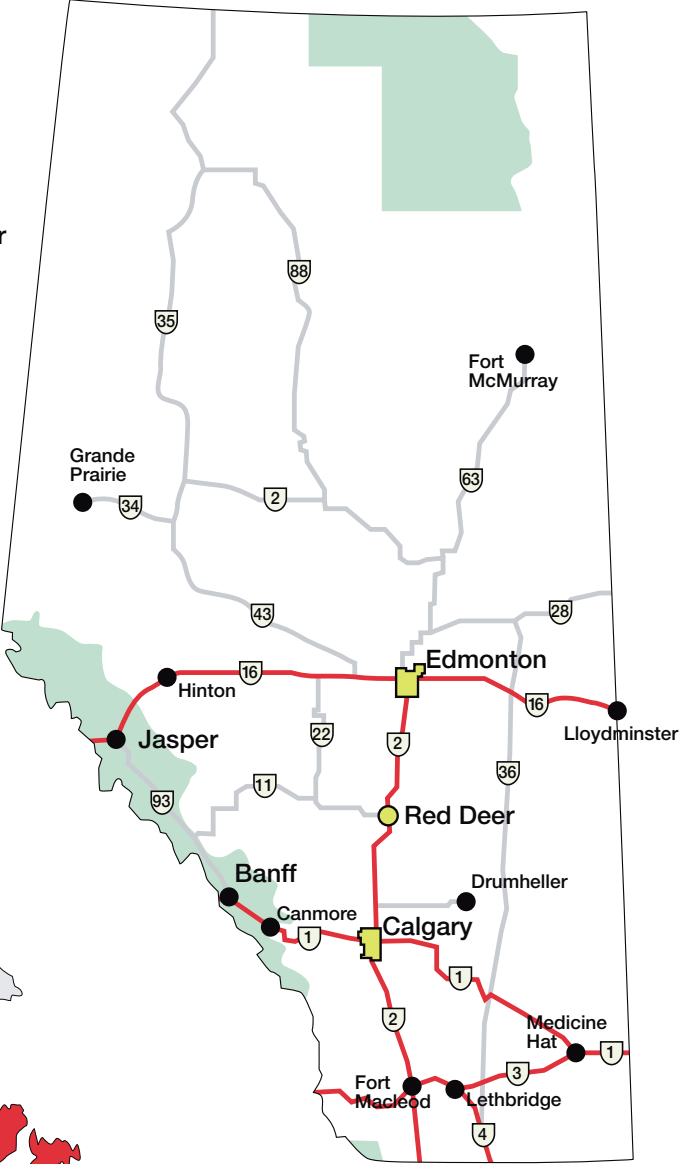 r
88
35
Fort
McMurray
Grande
Prairie
34
2
63
43
28
Edmonton
16
Hinton
16
Lloydminster
Jasper
22
2
36
93
11
Red Deer
Banff
Drumheller
Canmore
Calgary
1
1
2
Medicine
Hat
1
3
Fort
Macleod
Lethbridge
4